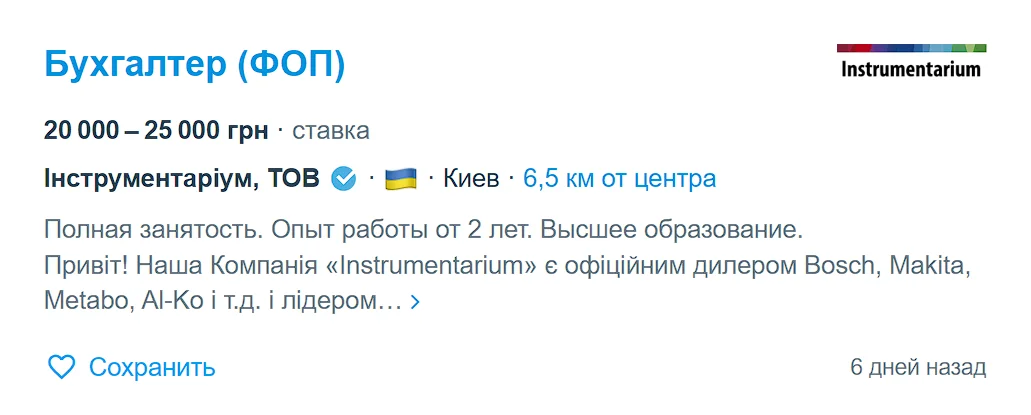 Бухгалтер (ФОП)
Instrumentarium
20 000 – 25 000 грн · ставка
Інструментаріум, ТОВ · · Киев · 6,5 км от центра
Полная занятость. Опыт работы от 2 лет. Высшее образование.
Привіт! Наша Компанія «Instrumentarium» є офіційним дилером Bosch, Makita,
Metabo, Al-Ko і т.д. і лідером…
Сохранить
6 дней назад